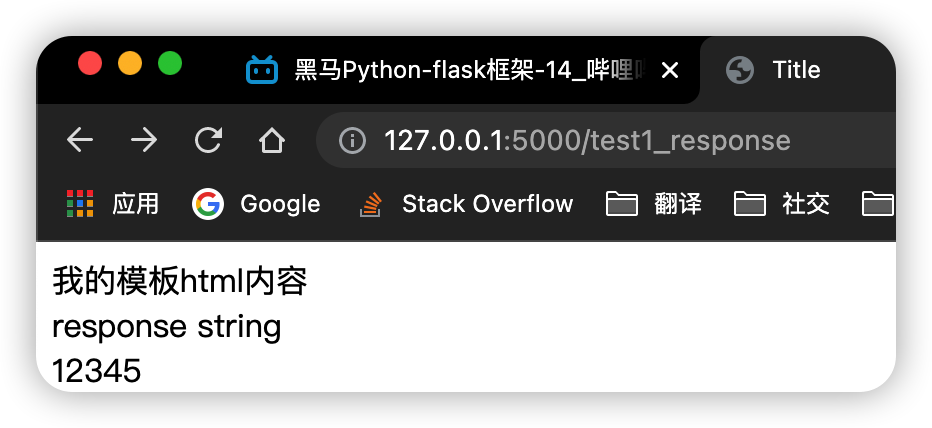 黑马Python-flask框架-14_哔哩
Title
127.0.0.1:5000/test1_response
应用 Google Stack Overflow 翻译 社交
我的模板html内容
response string
12345